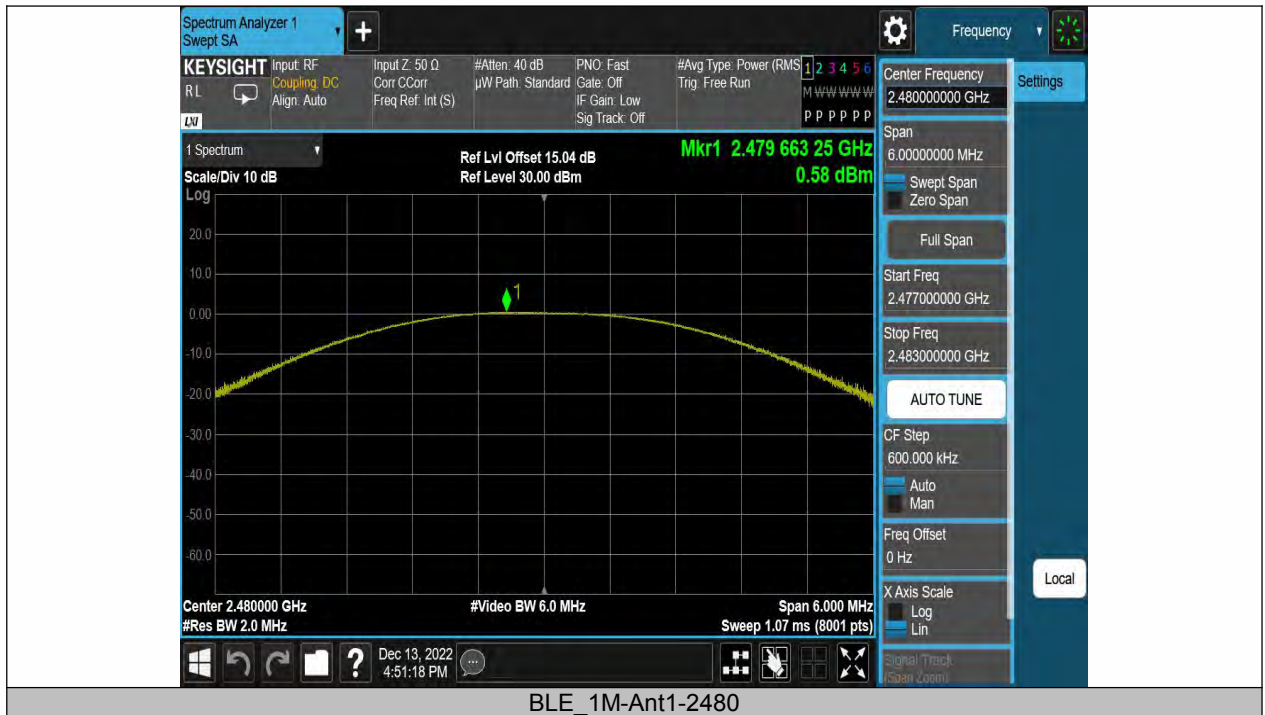 Spectrum Analyzer 1
Swept SA
+
Frequency
KEYSIGHT
R L
LXI
Input: RF
Coupling: DC
Align: Auto
Input Z: 50 Ω
Corr CCorr
Freq Ref: Int (S)
#Atten: 40 dB
µW Path: Standard
PNO: Fast
Gate: Off
IF Gain: Low
Sig Track: Off
#Avg Type: Power (RMS
Trig: Free Run
1 2 3 4 5 6
M W W W W W
P P P P P P
1 Spectrum
Scale/Div 10 dB
Log
Ref Lvl Offset 15.04 dB
Ref Level 30.00 dBm
Mkr1 2.479 663 25 GHz
0.58 dBm
20.0
10.0
0.00
-10.0
-20.0
-30.0
-40.0
-50.0
-60.0
1
Center 2.480000 GHz
#Res BW 2.0 MHz
#Video BW 6.0 MHz
Span 6.000 MHz
Sweep 1.07 ms (8001 pts)
Center Frequency
2.480000000 GHz
Settings
Span
6.00000000 MHz
Swept Span
Zero Span
Full Span
Start Freq
2.477000000 GHz
Stop Freq
2.483000000 GHz
AUTO TUNE
CF Step
600.000 kHz
Auto
Man
Freq Offset
0 Hz
X Axis Scale
Log
Lin
Signal Track
(Span Zoom)
Local
?
Dec 13, 2022
4:51:18 PM
BLE_1M-Ant1-2480